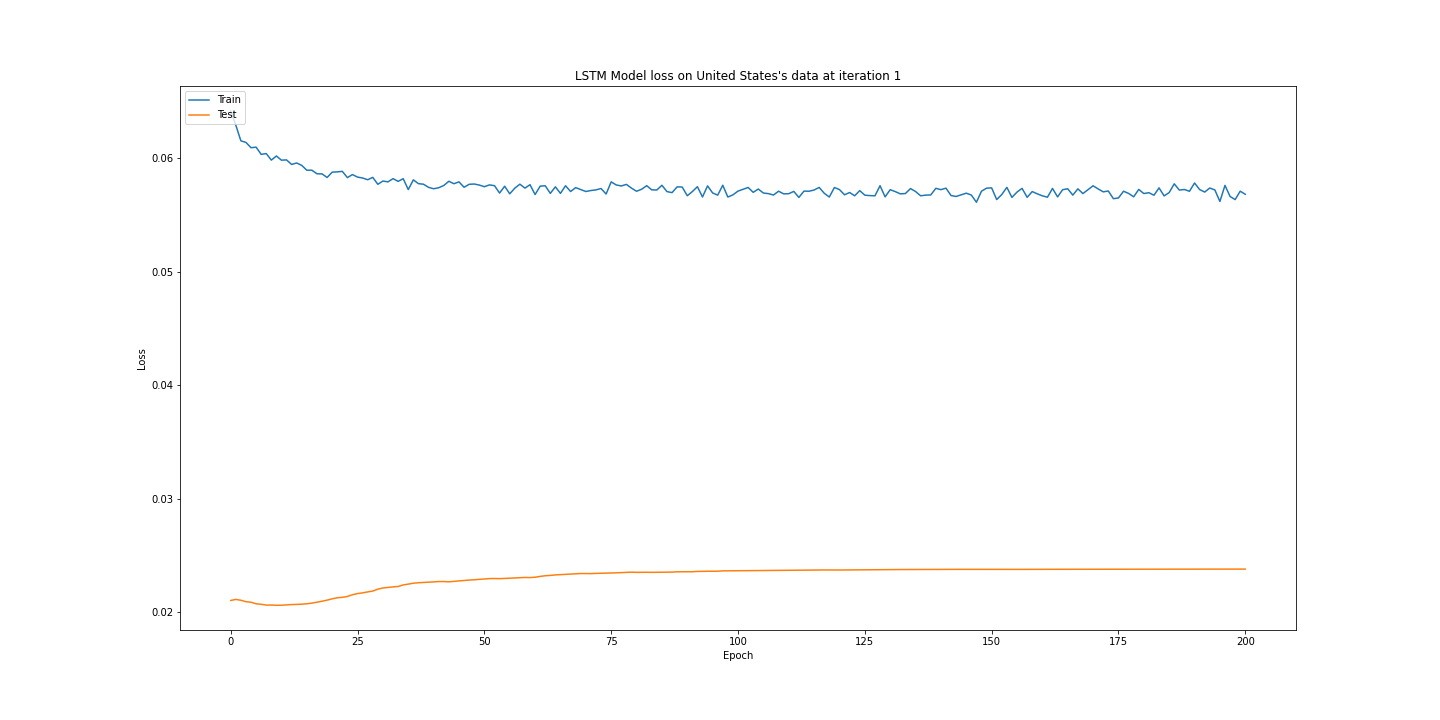 LSTM Model loss on United States's data at iteration 1
Train
Test
0.06
0.05
0.04
0.03
0.02
Loss
0 25 50 75 100 125 150 175 200
Epoch